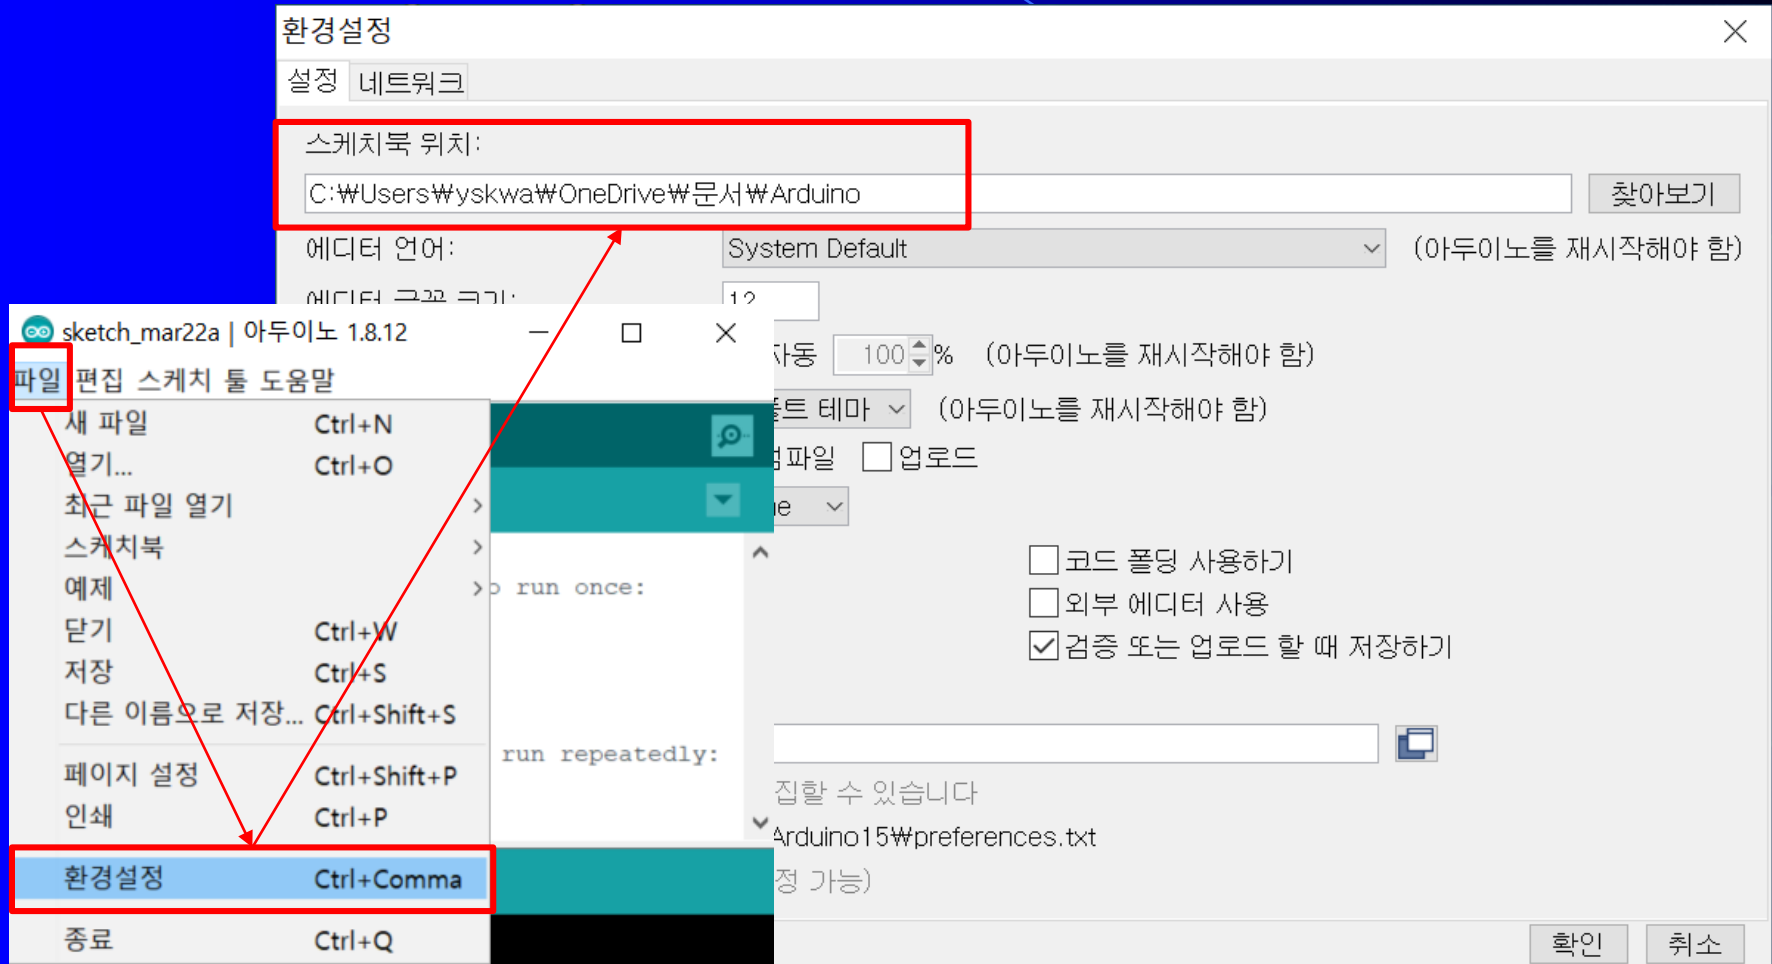 환경설정
설정 네트워크
스케치북 위치:
C:₩Users₩yskwa₩OneDrive₩문서₩Arduino 찾아보기
에디터 언어: System Default (아두이노를 재시작해야 함)
에디터 글꼴 크기: 12
자동 100 % (아두이노를 재시작해야 함)
테마 (아두이노를 재시작해야 함)
업로드
코드 폴딩 사용하기
외부 에디터 사용
검증 또는 업로드 할 때 저장하기
수 있습니다
Arduino15₩preferences.txt
가능)
확인 취소
sketch_mar22a | 아두이노 1.8.12
파일 편집 스케치 툴 도움말
새 파일 Ctrl+N
열기... Ctrl+O
최근 파일 열기
스케치북
예제
닫기 Ctrl+W
저장 Ctrl+S
다른 이름으로 저장... Ctrl+Shift+S
페이지 설정 Ctrl+Shift+P
인쇄 Ctrl+P
환경설정 Ctrl+Comma
종료 Ctrl+Q
run once:
run repeatedly: